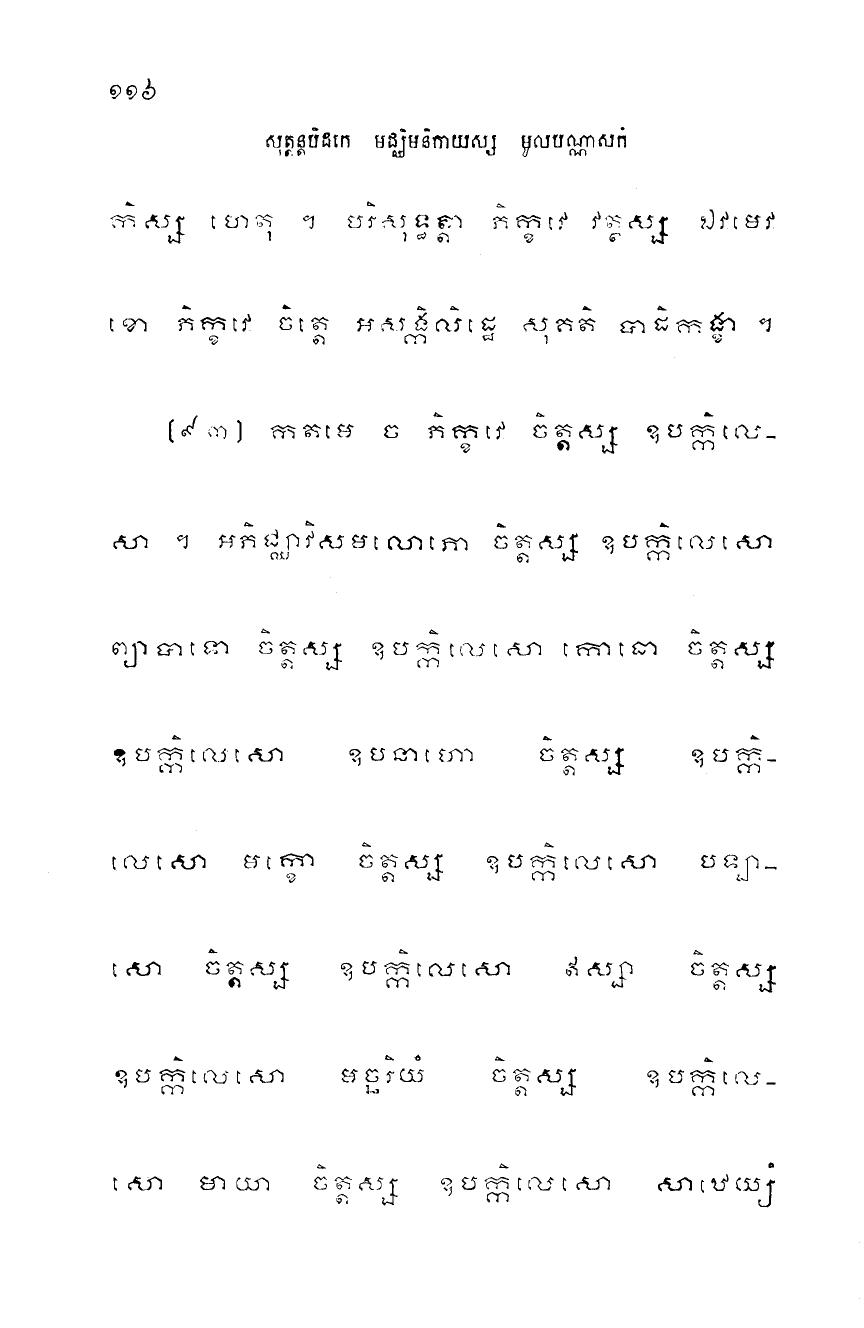 ១១៦
សុត្តន្តបិដកេ មជ្ឈិមនិកាយស្ស មូលបណ្ណាសកំ
កិស្ស ហេតុ ។ បរិសុទ្ធត្តា ភិក្ខវេ វត្ថស្ស ឯវមេវ
ខោ ភិក្ខវេ ចិត្តេ អសង្កិលិដ្ឋេ សុគតិ បាដិកង្ខា ។
(៩៣) កតមេ ច ភិក្ខវេ ចិត្តស្ស ឧបក្កិលេ-
សា ។ អភិជ្ឈាវិសមលោភោ ចិត្តស្ស ឧបក្កិលេសោ
ព្យាបាទោ ចិត្តស្ស ឧបក្កិលេសោ កោធោ ចិត្តស្ស
ឧបក្កិលេសោ ឧបនាហោ ចិត្តស្ស ឧបក្កិ-
លេសោ មក្ខោ ចិត្តស្ស ឧបក្កិលេសោ បឡា-
សោ ចិត្តស្ស ឧបក្កិលេសោ ឥស្សា ចិត្តស្ស
ឧបក្កិលេសោ មច្ឆរិយំ ចិត្តស្ស ឧបក្កិលេ-
សោ មាយា ចិត្តស្ស ឧបក្កិលេសោ សាឋេយ្យំ